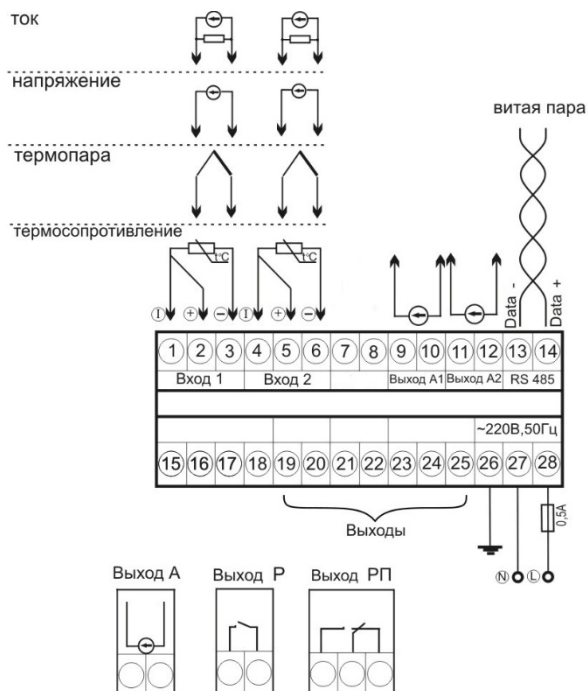 ток
напряжение
термопара
термосопротивление
витая пара
t°C t°C
I + − I + −
Data - Data +
1 2 3 4 5 6 7 8 9 10 11 12 13 14
Вход 1 Вход 2 Выход А1 Выход А2 RS 485
~220В,50Гц
15 16 17 18 19 20 21 22 23 24 25 26 27 28
Выходы
0,5А
N L
Выход А Выход Р Выход РП